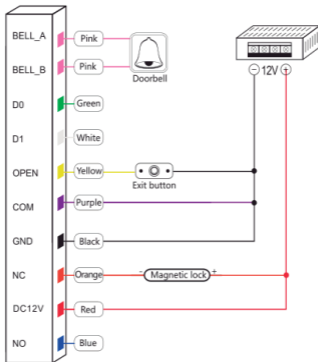 BELL_A Pink
BELL_B Pink
Doorbell
⊖ 12V ⊕
D0 Green
D1 White
OPEN Yellow
Exit button
COM Purple
GND Black
NC Orange - Magnetic lock +
DC12V Red
NO Blue